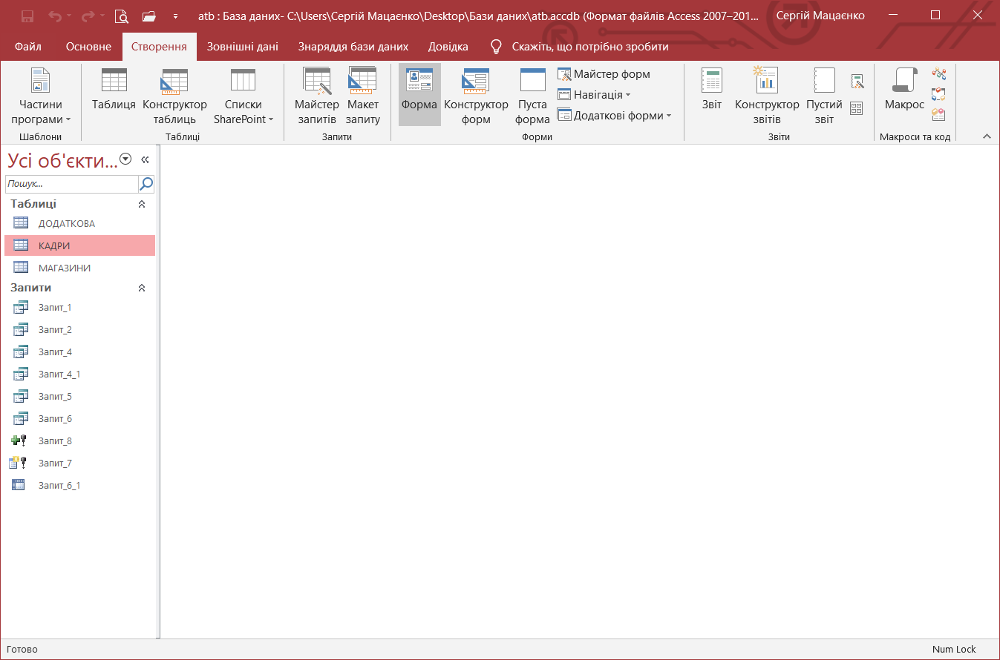 atb : База даних- C:\Users\Сергій Мацаєнко\Desktop\Бази даних\atb.accdb (Формат файлів Access 2007–201... Сергій Мацаєнко
Файл Основне Створення Зовнішні дані Знаряддя бази даних Довідка Скажіть, що потрібно зробити
Частини програми
Шаблони
Таблиця
Конструктор таблиць
Списки SharePoint
Таблиці
Майстер запитів
Макет запиту
Запити
Форма
Конструктор форм
Пуста форма
Майстер форм
Навігація
Додаткові форми
Форми
Звіт
Конструктор звітів
Пустий звіт
Звіти
Макрос
Макроси та код
Усі об'єкти...
Пошук...
Таблиці
ДОДАТКОВА
КАДРИ
МАГАЗИНИ
Запити
Запит_1
Запит_2
Запит_4
Запит_4_1
Запит_5
Запит_6
Запит_8
Запит_7
Запит_6_1
Готово
Num Lock